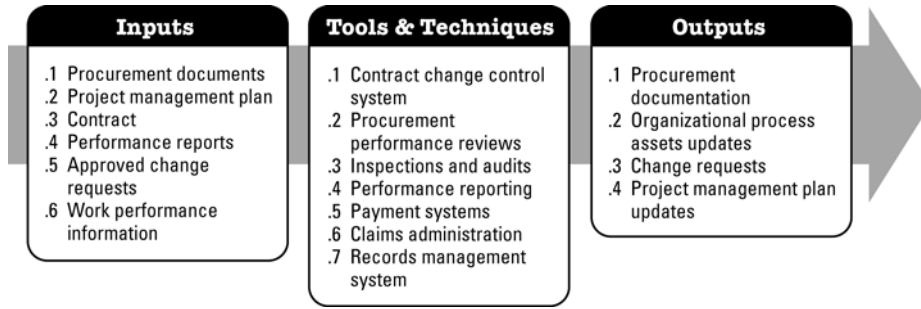 Inputs
.1 Procurement documents
.2 Project management plan
.3 Contract
.4 Performance reports
.5 Approved change
requests
.6 Work performance
information
Tools & Techniques
.1 Contract change control
system
.2 Procurement
performance reviews
.3 Inspections and audits
.4 Performance reporting
.5 Payment systems
.6 Claims administration
.7 Records management
system
Outputs
.1 Procurement
documentation
.2 Organizational process
assets updates
.3 Change requests
.4 Project management plan
updates